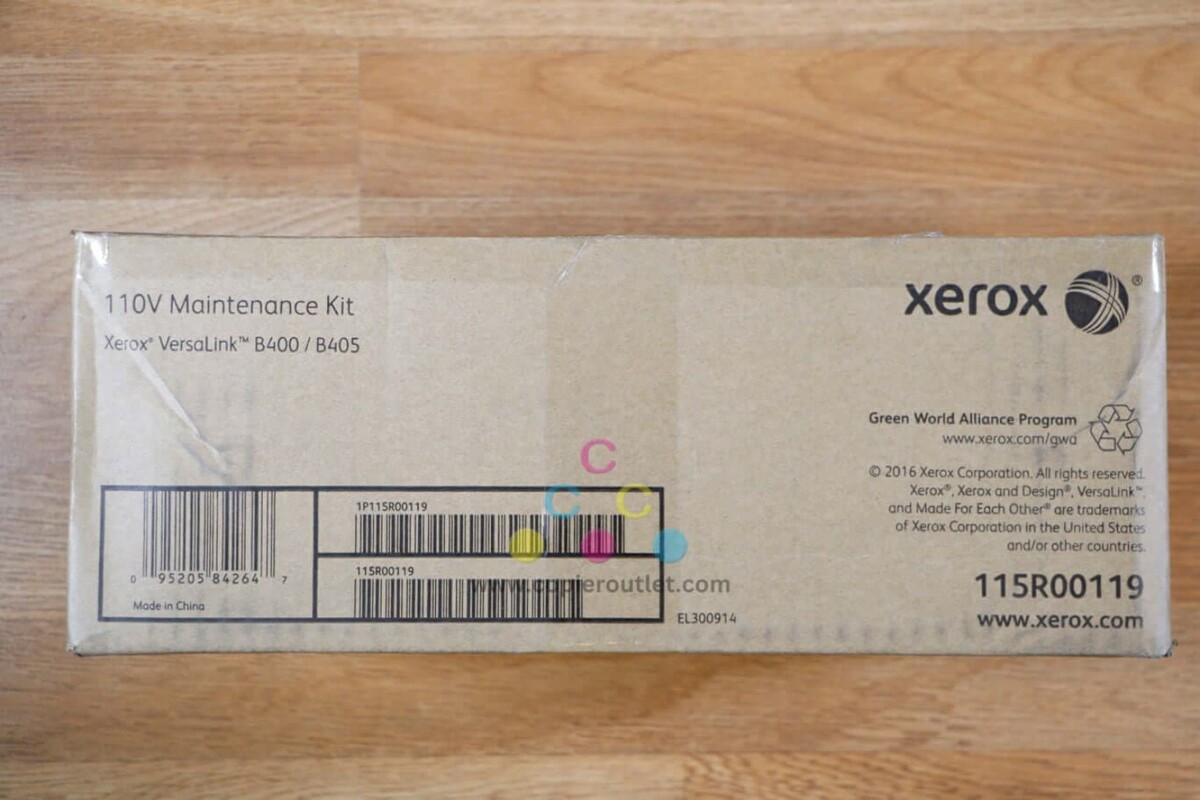 110V Maintenance Kit
Xerox® VersaLink™ B400 / B405
xerox®
Green World Alliance Program
www.xerox.com/gwa
© 2016 Xerox Corporation. All rights reserved.
Xerox®, Xerox and Design®, VersaLink™,
and Made For Each Other® are trademarks
of Xerox Corporation in the United States
and/or other countries.
115R00119
www.xerox.com
0 95205 84264 7
Made in China
1P115R00119
115R00119
EL300914
C
C C
www.copieroutlet.com